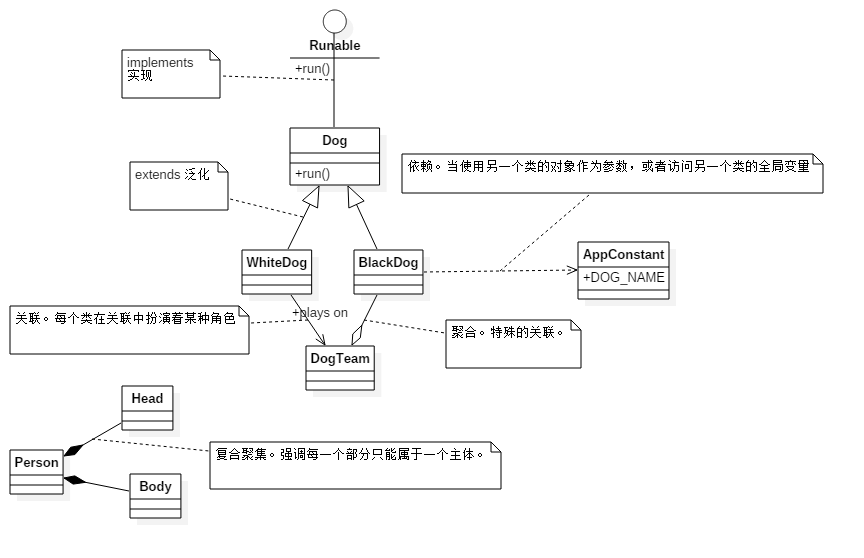 Runable
+run()
implements
实现
Dog
+run()
依赖。当使用另一个类的对象作为参数，或者访问另一个类的全局变量
extends 泛化
AppConstant
+DOG_NAME
WhiteDog
BlackDog
+plays on
关联。每个类在关联中扮演着某种角色
聚合。特殊的关联。
DogTeam
Head
复合聚集。强调每一个部分只能属于一个主体。
Person
Body